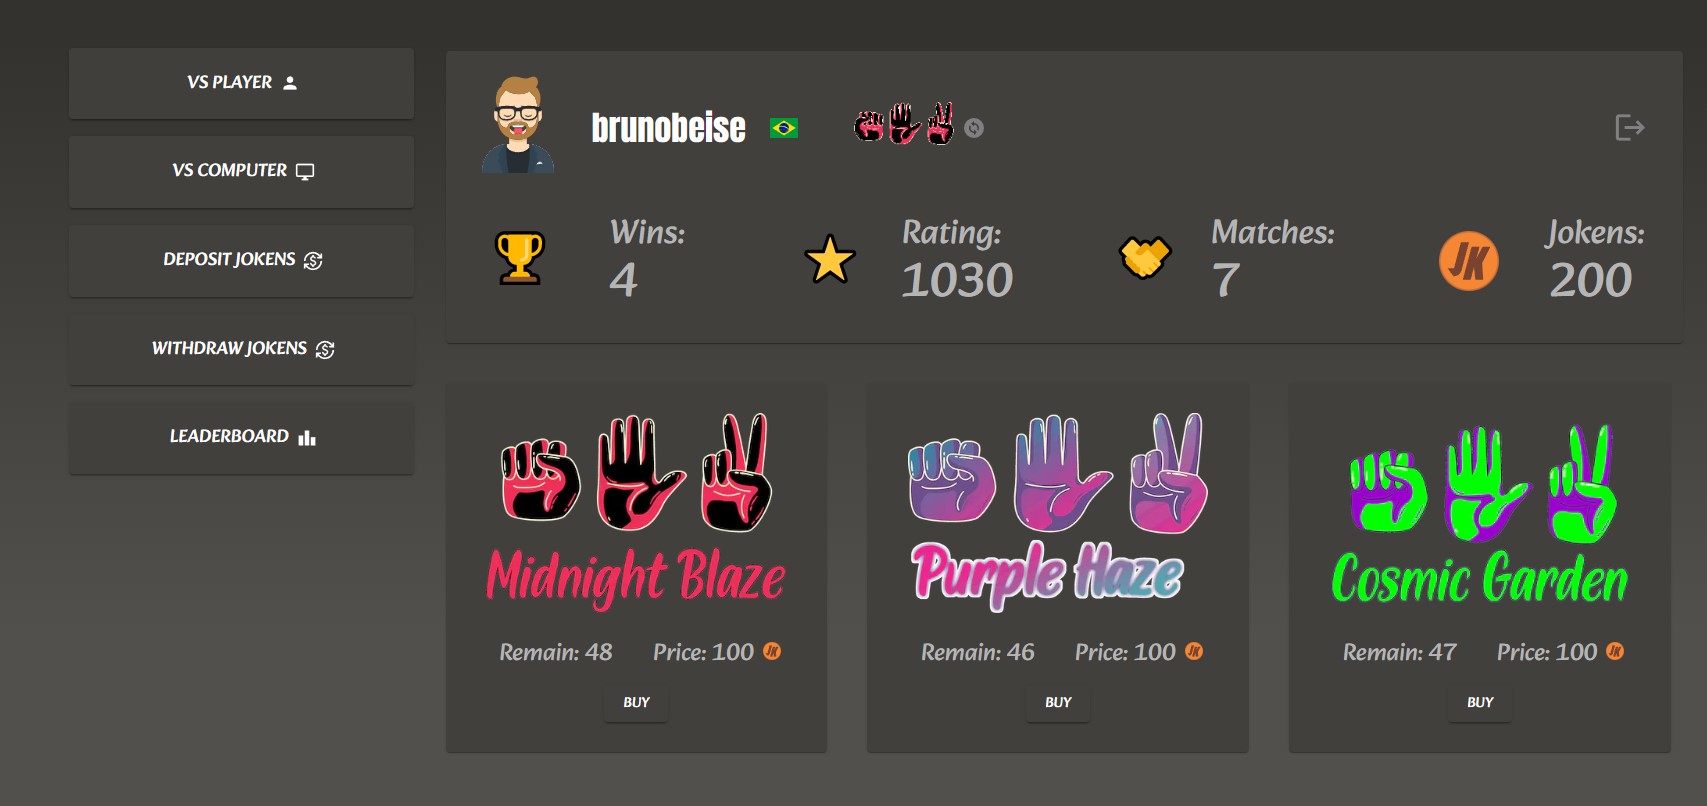 VS PLAYER
VS COMPUTER
DEPOSIT JOKENS
WITHDRAW JOKENS
LEADERBOARD
brunobeise
Wins:
4
Rating:
1030
Matches:
7
JK
Jokens:
200
Midnight Blaze
Remain: 48 Price: 100 JK
BUY
Purple Haze
Remain: 46 Price: 100 JK
BUY
Cosmic Garden
Remain: 47 Price: 100 JK
BUY